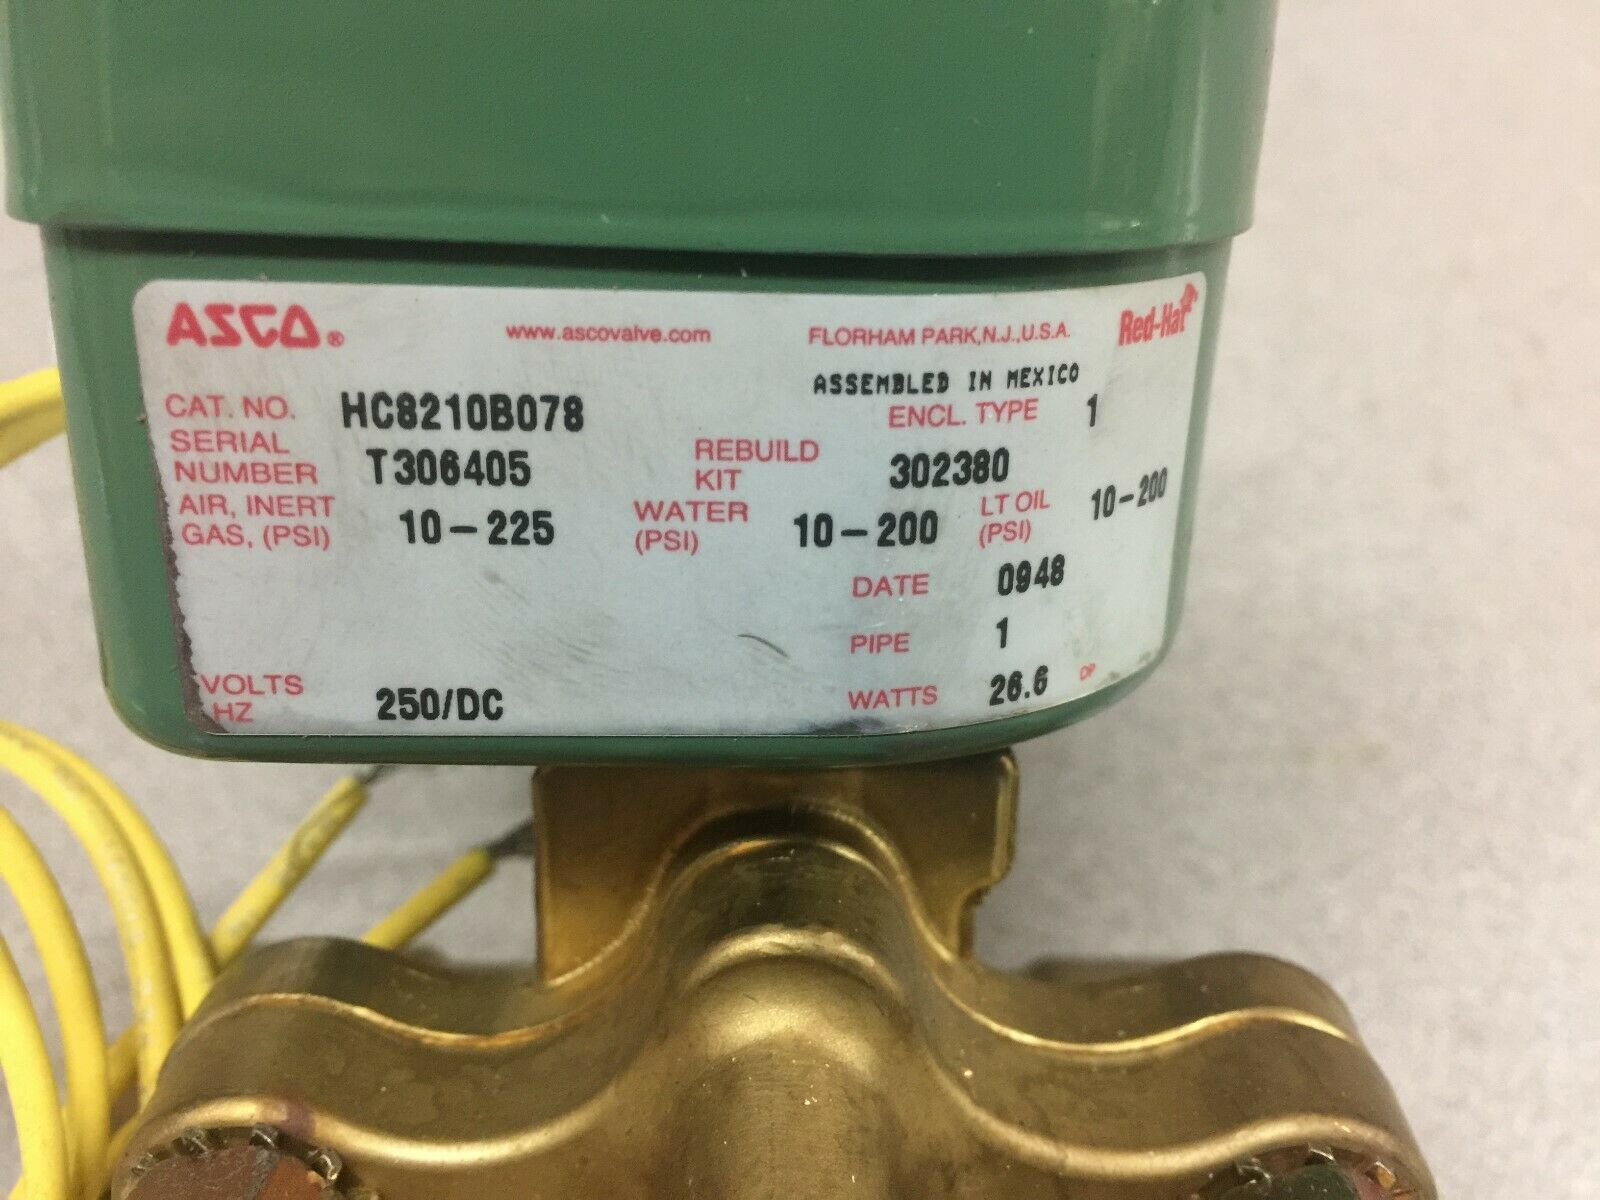 ASCO® www.ascovalve.com FLORHAM PARK, N.J., U.S.A. Red-Hat
ASSEMBLED IN MEXICO
CAT. NO. HC8210B078 ENCL. TYPE 1
SERIAL NUMBER T306405 REBUILD KIT 302380
AIR, INERT GAS, (PSI) 10-225 WATER (PSI) 10-200 LT OIL (PSI) 10-200
DATE 0948
PIPE 1
VOLTS HZ 250/DC WATTS 26.6 DP